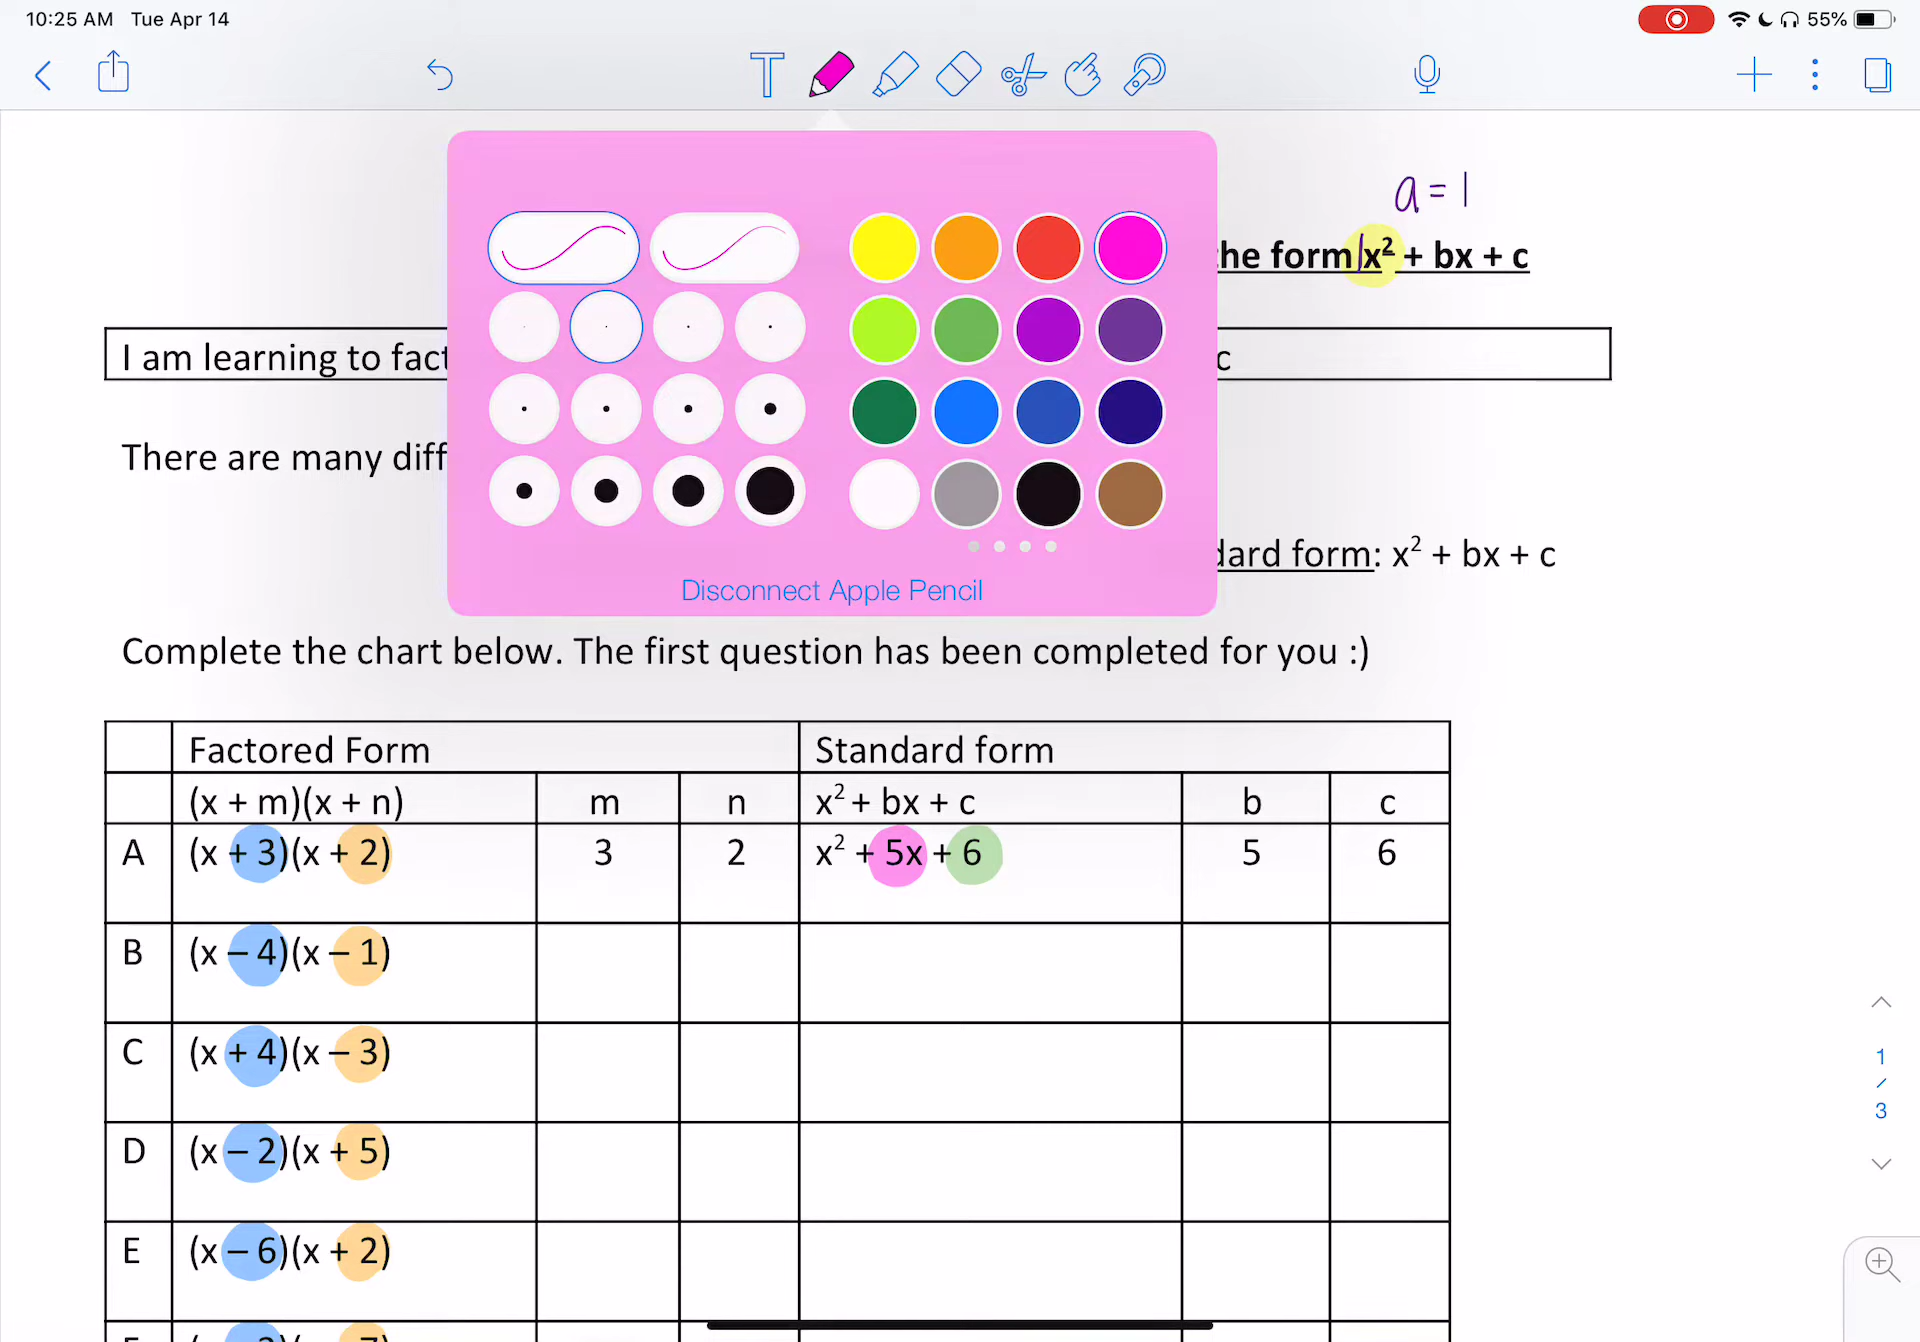 10:25 AM Tue Apr 14
55%
a = 1
he form 1x² + bx + c
I am learning to fact
c
There are many diff
dard form: x² + bx + c
Disconnect Apple Pencil
Complete the chart below. The first question has been completed for you :)
Factored Form Standard form
(x + m)(x + n) m n x² + bx + c b c
A (x + 3)(x + 2) 3 2 x² + 5x + 6 5 6
B (x – 4)(x – 1)
C (x + 4)(x – 3)
D (x – 2)(x + 5)
E (x – 6)(x + 2)
1
/
3